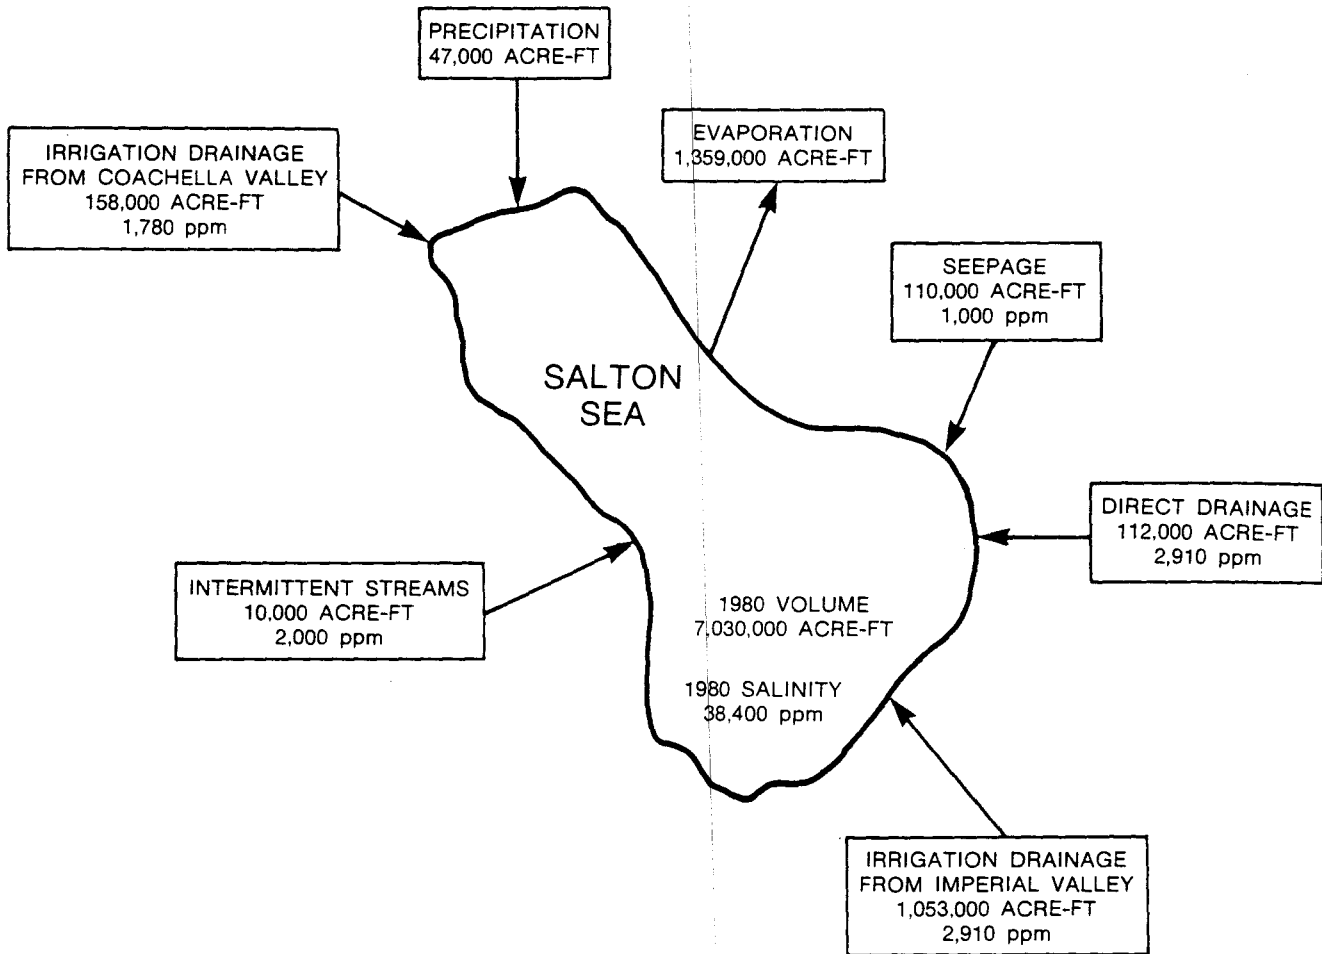 PRECIPITATION
47,000 ACRE-FT
EVAPORATION
1,359,000 ACRE-FT
IRRIGATION DRAINAGE
FROM COACHELLA VALLEY
158,000 ACRE-FT
1,780 ppm
SEEPAGE
110,000 ACRE-FT
1,000 ppm
SALTON
SEA
DIRECT DRAINAGE
112,000 ACRE-FT
2,910 ppm
INTERMITTENT STREAMS
10,000 ACRE-FT
2,000 ppm
1980 VOLUME
7,030,000 ACRE-FT
1980 SALINITY
38,400 ppm
IRRIGATION DRAINAGE
FROM IMPERIAL VALLEY
1,053,000 ACRE-FT
2,910 ppm